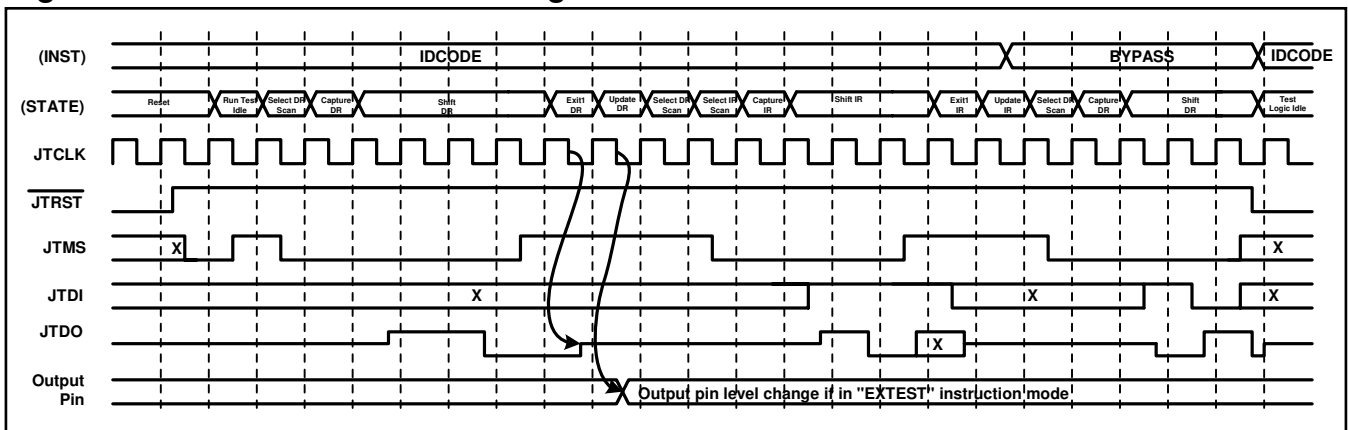 (INST) IDCODE BYPASS IDCODE
(STATE) Reset Run Test Idle Select DR Scan Capture DR Shift DR Exit1 DR Update DR Select DR Scan Select IR Scan Capture IR Shift IR Exit1 IR Update IR Select DR Scan Capture DR Shift DR Test Logic Idle
JTCLK
JTRST
JTMS X X
JTDI X X X
JTDO X
Output Pin Output pin level change if in "EXTEST" instruction mode